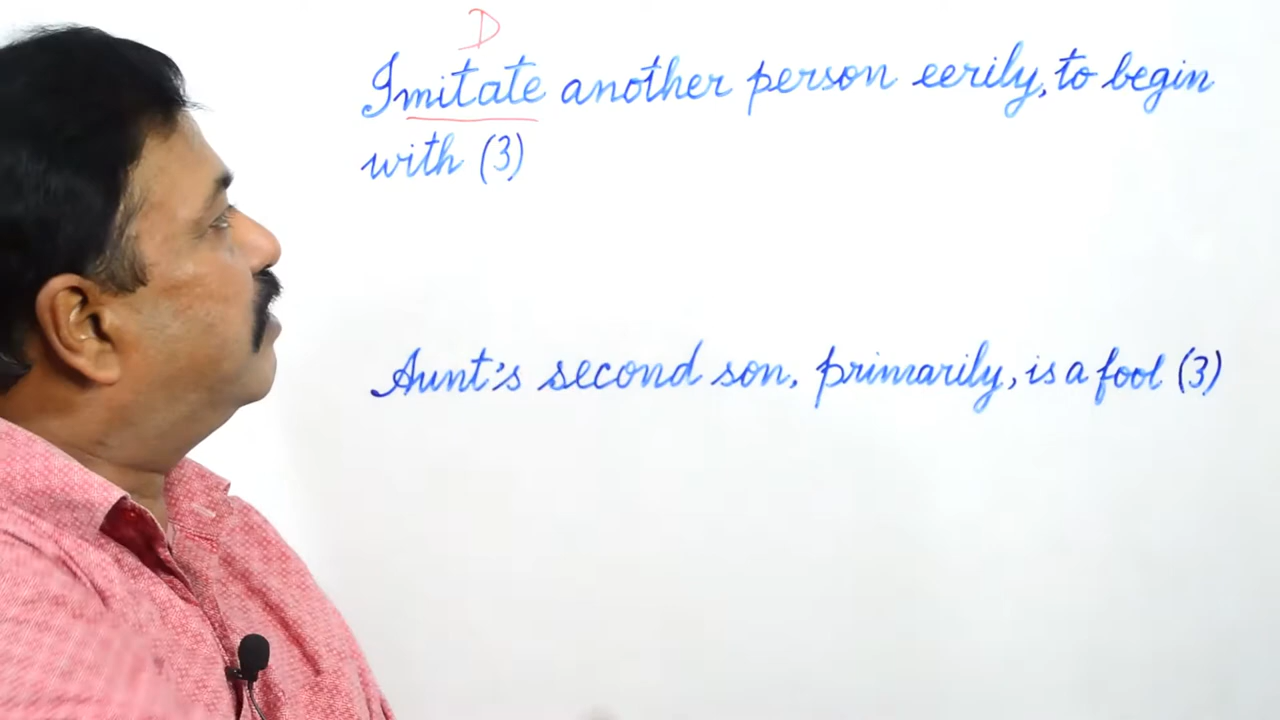 D
Imitate another person eerily, to begin
with (3)
Aunt's second son, primarily, is a fool (3)